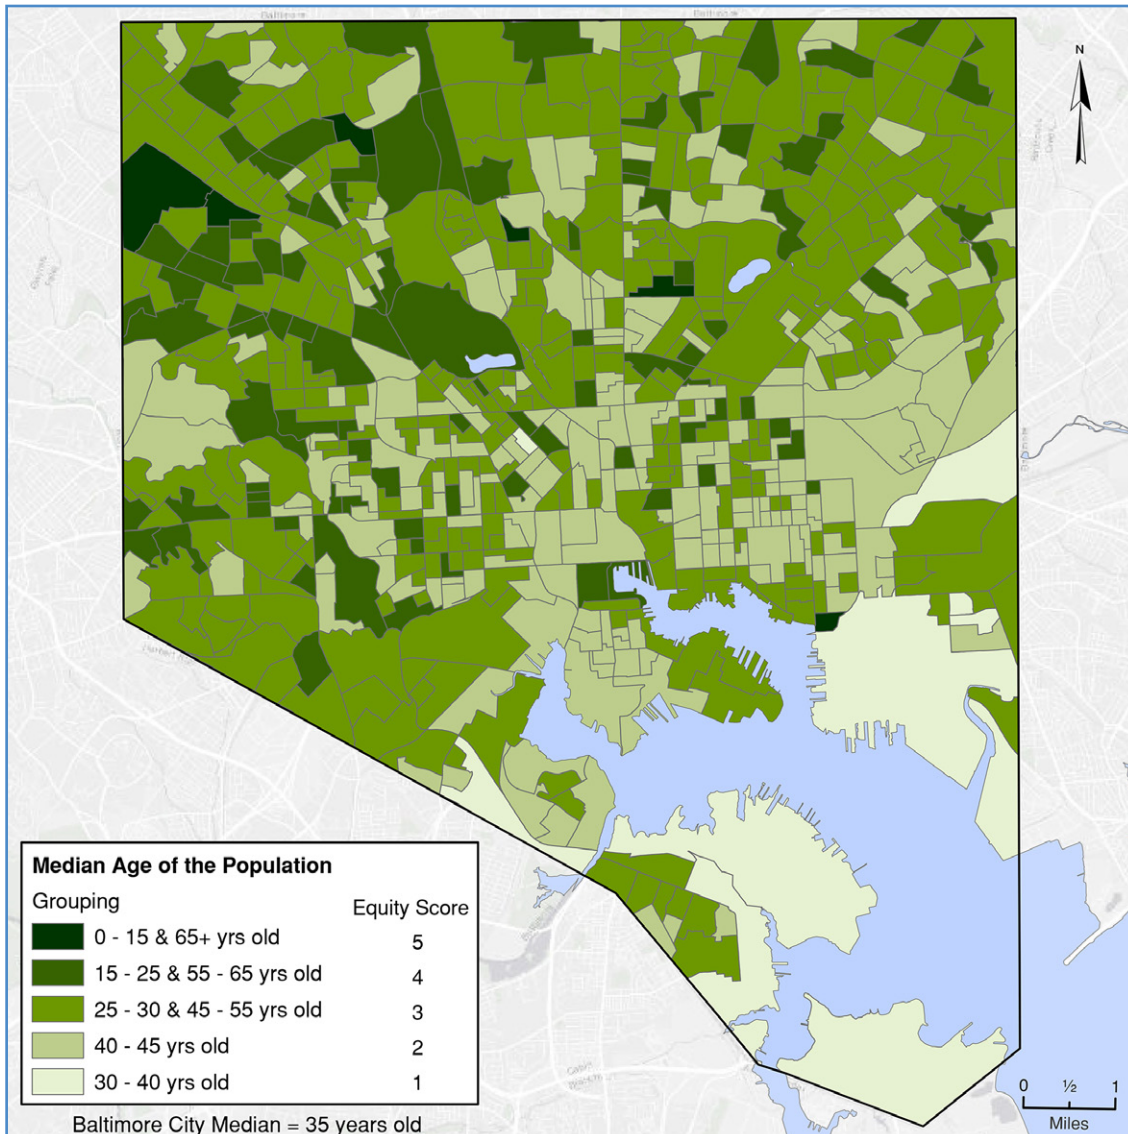 Baltimore
Baltimore
N
Median Age of the Population
Grouping
Equity Score
0 - 15 & 65+ yrs old
5
15 - 25 & 55 - 65 yrs old
4
25 - 30 & 45 - 55 yrs old
3
40 - 45 yrs old
2
30 - 40 yrs old
1
Baltimore City Median = 35 years old
0 ½ 1
Miles